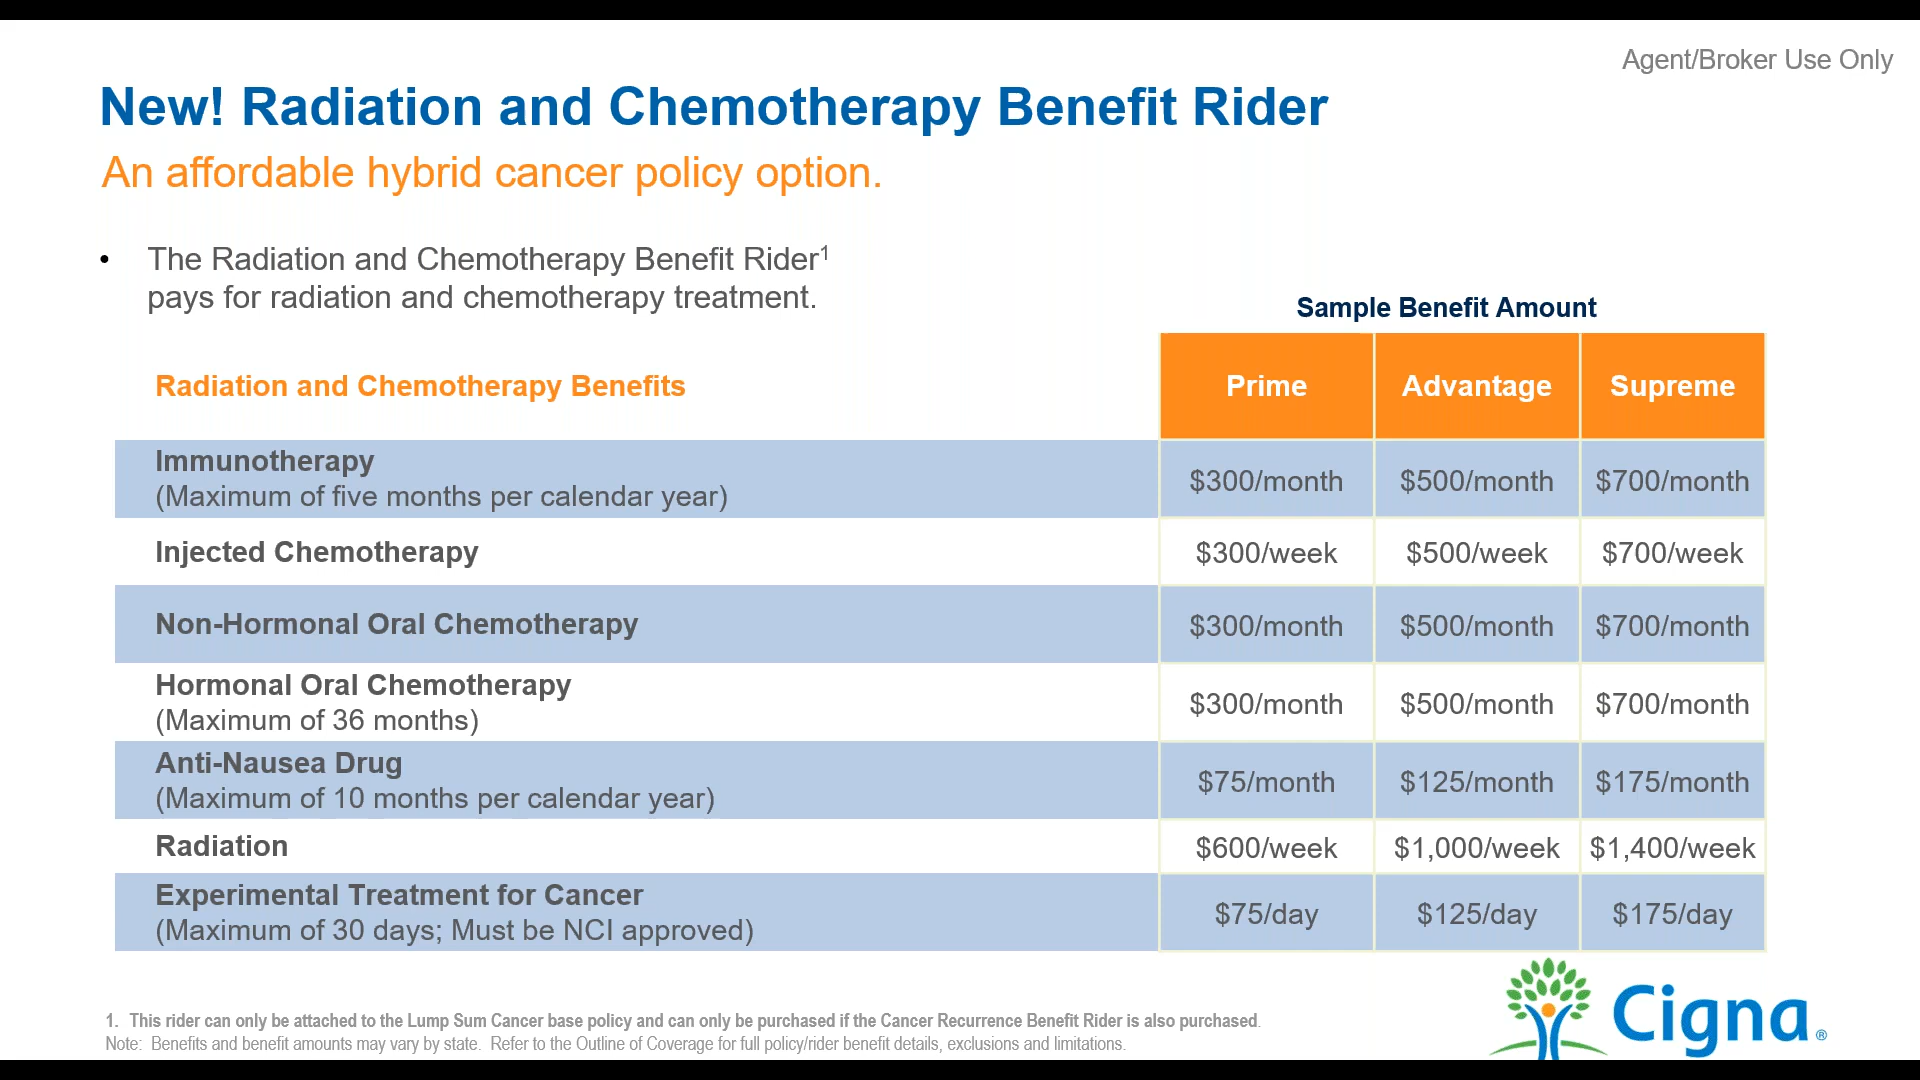 Agent/Broker Use Only
New! Radiation and Chemotherapy Benefit Rider
An affordable hybrid cancer policy option.
• The Radiation and Chemotherapy Benefit Rider1
pays for radiation and chemotherapy treatment.
Sample Benefit Amount
Radiation and Chemotherapy Benefits Prime Advantage Supreme
Immunotherapy
(Maximum of five months per calendar year) $300/month $500/month $700/month
Injected Chemotherapy $300/week $500/week $700/week
Non-Hormonal Oral Chemotherapy $300/month $500/month $700/month
Hormonal Oral Chemotherapy
(Maximum of 36 months) $300/month $500/month $700/month
Anti-Nausea Drug
(Maximum of 10 months per calendar year) $75/month $125/month $175/month
Radiation $600/week $1,000/week $1,400/week
Experimental Treatment for Cancer
(Maximum of 30 days; Must be NCI approved) $75/day $125/day $175/day
1. This rider can only be attached to the Lump Sum Cancer base policy and can only be purchased if the Cancer Recurrence Benefit Rider is also purchased.
Note: Benefits and benefit amounts may vary by state. Refer to the Outline of Coverage for full policy/rider benefit details, exclusions and limitations.
Cigna®